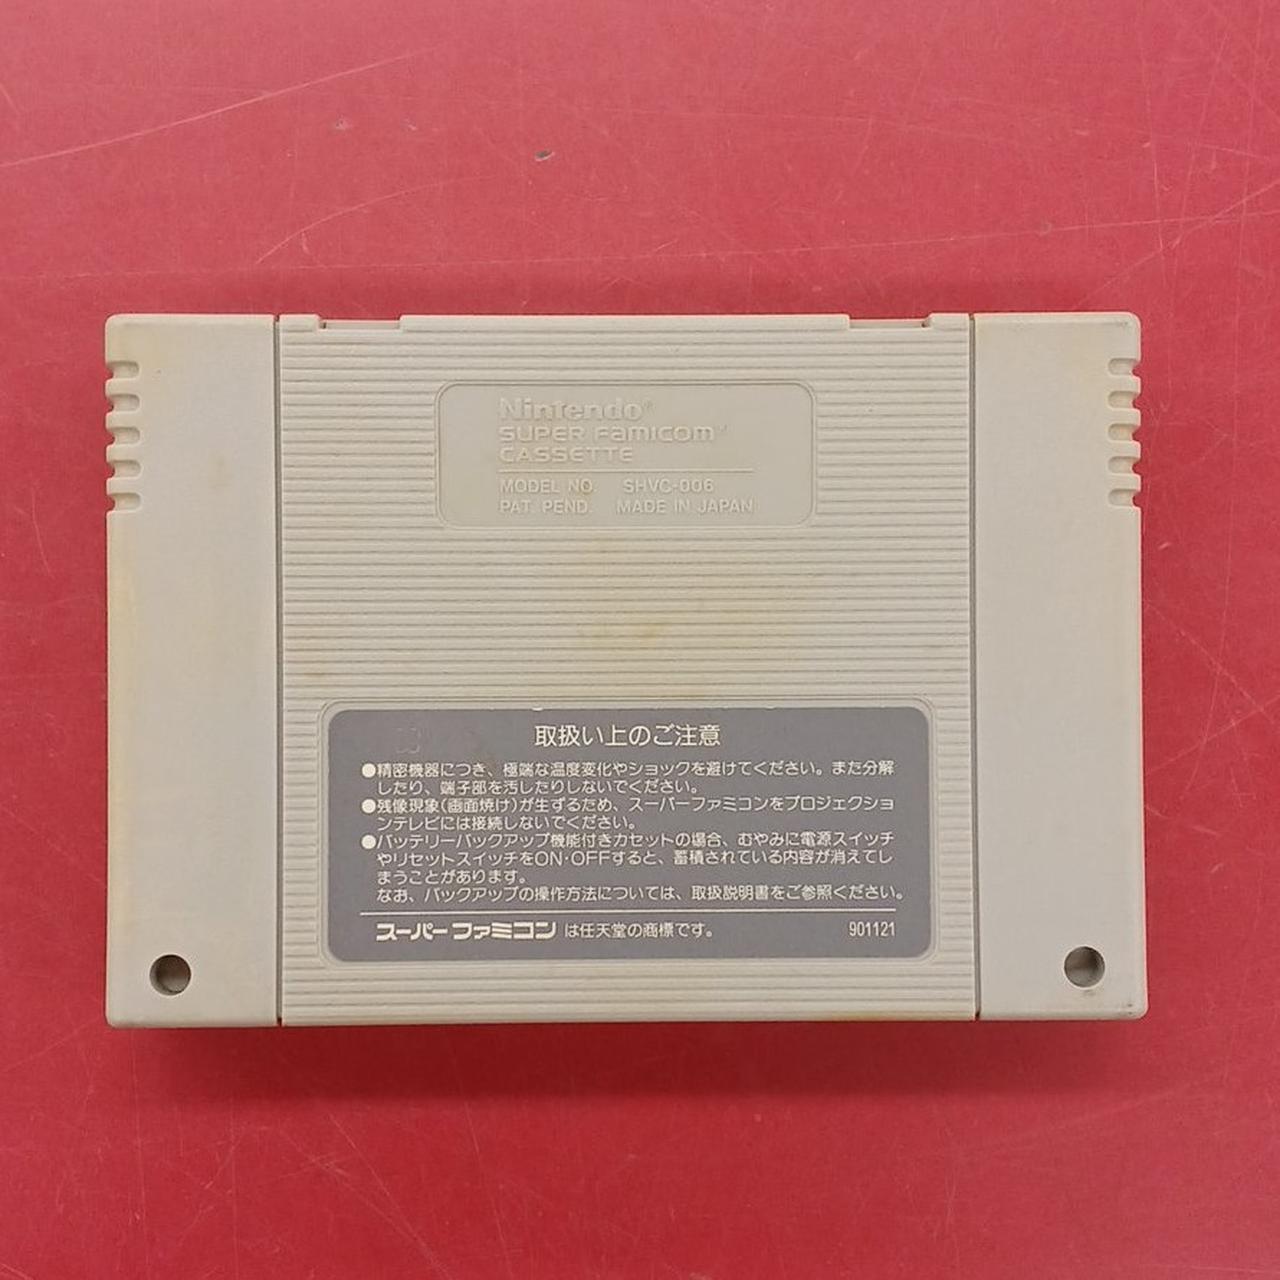 Nintendo®
SUPER FAMICOM
CASSETTE
MODEL NO. SHVC-006
PAT. PEND. MADE IN JAPAN
取扱い上のご注意
●精密機器につき、極端な温度変化やショックを避けてください。また分解
したり、端子部を汚したりしないでください。
●残像現象(画面焼け)が生ずるため、スーパーファミコンをプロジェクショ
ンテレビには接続しないでください。
●バッテリーバックアップ機能付きカセットの場合、むやみに電源スイッチ
やリセットスイッチをON・OFFすると、蓄積されている内容が消えてし
まうことがあります。
なお、バックアップの操作方法については、取扱説明書をご参照ください。
スーパーファミコン は任天堂の商標です。 901121